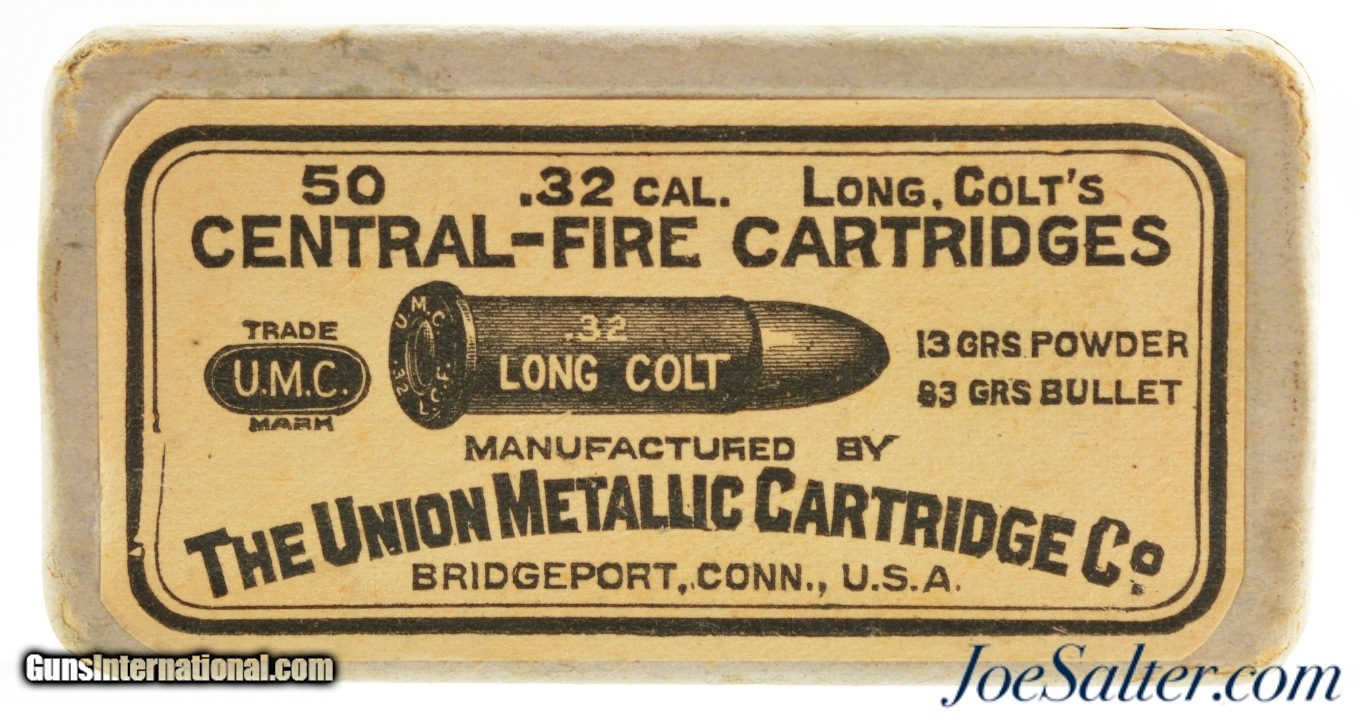 50 .32 CAL. LONG, COLT'S
CENTRAL-FIRE CARTRIDGES
TRADE
U.M.C.
MARK
U.M.C.
.32 L.C.F.
.32
LONG COLT
13 GRS POWDER
83 GRS BULLET
MANUFACTURED BY
THE UNION METALLIC CARTRIDGE CO.
BRIDGEPORT, CONN., U.S.A.
GunsInternational.com
JoeSalter.com